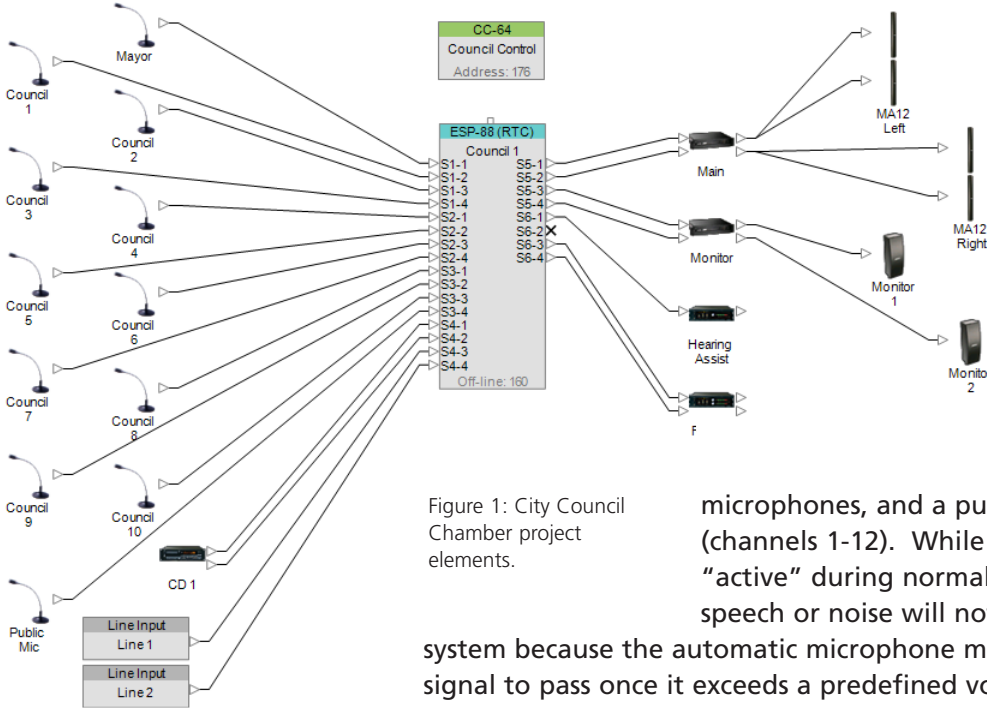 Mayor
Council
1
Council
2
Council
3
Council
4
Council
5
Council
6
Council
7
Council
8
Council
9
Council
10
Public
Mic
CD 1
Line Input
Line 1
Line Input
Line 2
CC-64
Council Control
Address: 176
ESP-88 (RTC)
Council 1
S1-1 S5-1
S1-2 S5-2
S1-3 S5-3
S1-4 S5-4
S2-1 S6-1
S2-2 S6-2
S2-3 S6-3
S2-4 S6-4
S3-1
S3-2
S3-3
S3-4
S4-1
S4-2
S4-3
S4-4
Off-line: 160
Main
Monitor
Hearing
Assist
MA12
Left
MA12
Right
Monitor
1
Monito
2
Figure 1: City Council
Chamber project
elements.
microphones, and a pu
(channels 1-12). While
“active” during normal
speech or noise will no
system because the automatic microphone m
signal to pass once it exceeds a predefined vo